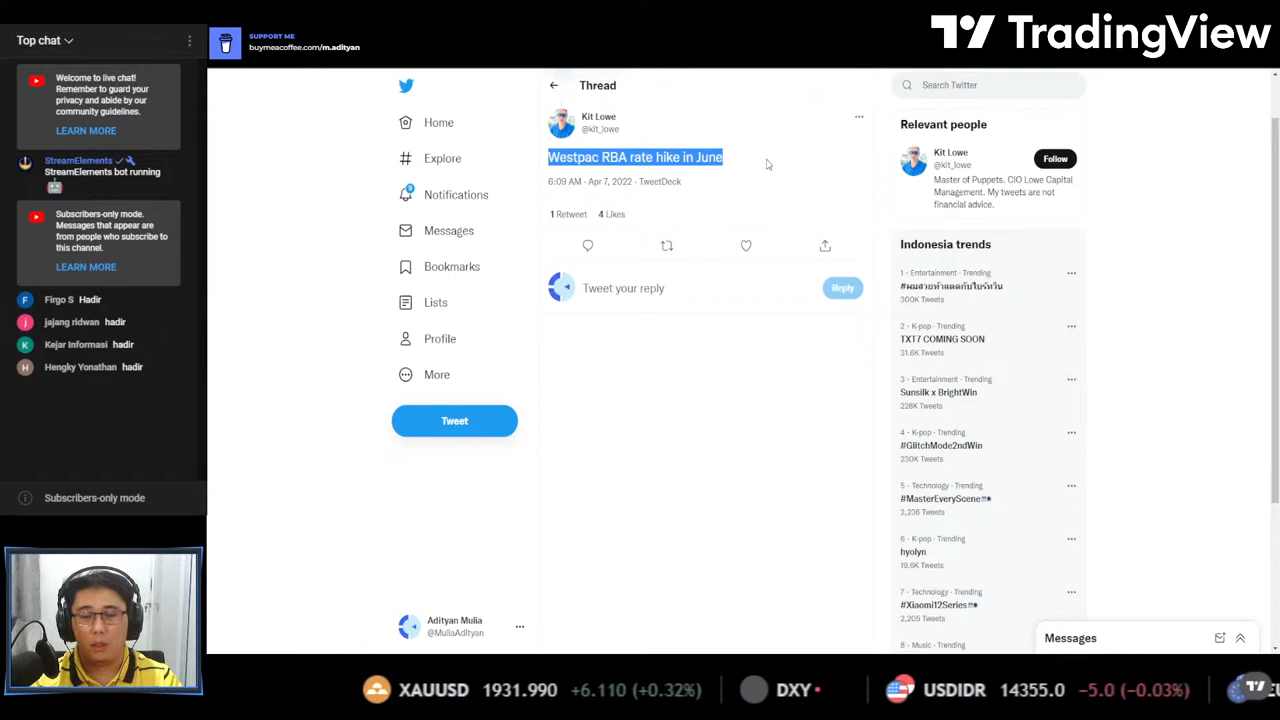 Top chat
Welcome to live chat!
Remember to guard your
privacy and abide by our
community guidelines.
LEARN MORE
StreamElements
StreamElements bot running
Subscribers-only mode.
Messages that appear are
from people who subscribe to
this channel.
LEARN MORE
F Firgo S Hadir
j jajang ridwan hadir
K Kejar Informasi hadir
H Hengky Yonathan hadir
Subscribers-only mode
SUPPORT ME
buymeacoffee.com/m.adityan
TradingView
Home
Explore
Notifications
Messages
Bookmarks
Lists
Profile
More
Tweet
Adityan Mulia
@MuliaAdityan
Thread
Kit Lowe
@kit_lowe
Westpac RBA rate hike in June
6:09 AM · Apr 7, 2022 · TweetDeck
1 Retweet 4 Likes
Tweet your reply
Reply
Search Twitter
Relevant people
Kit Lowe
@kit_lowe
Follow
Master of Puppets. CIO Lowe Capital
Management. My tweets are not
financial advice.
Indonesia trends
1 · Entertainment · Trending
300K Tweets
2 · K-pop · Trending
TXT7 COMING SOON
31.6K Tweets
3 · Entertainment · Trending
Sunsilk x BrightWin
228K Tweets
4 · K-pop · Trending
#GlitchMode2ndWin
230K Tweets
5 · Technology · Trending
#MasterEveryScene
2,236 Tweets
6 · K-pop · Trending
hyolyn
19.6K Tweets
7 · Technology · Trending
#Xiaomi12Series
2,205 Tweets
8 · Music · Trending
Messages
XAUUSD 1931.990 +6.110 (+0.32%)
DXY
USDIDR 14355.0 −5.0 (−0.03%)